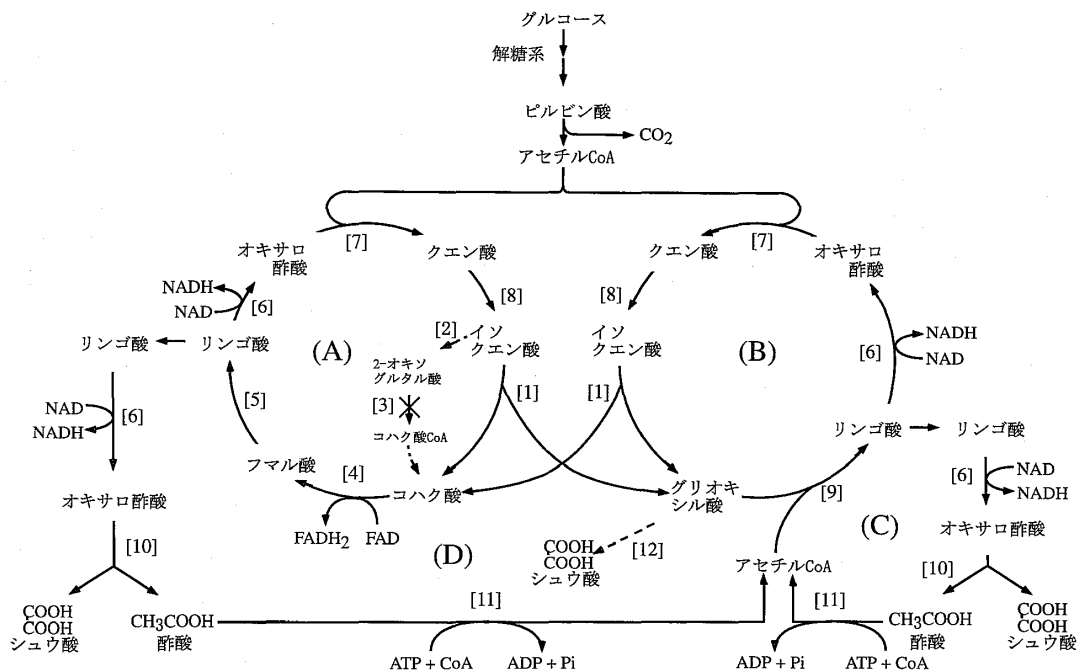 グルコース
解糖系
ピルビン酸
CO2
アセチルCoA
オキサロ
酢酸
[7]
クエン酸
クエン酸
[7]
オキサロ
酢酸
NADH
NAD
[6]
[8]
[8]
リンゴ酸
リンゴ酸
(A)
[2]
イソ
クエン酸
イソ
クエン酸
(B)
[6]
NADH
NAD
2-オキソ
グルタル酸
[3]
コハク酸CoA
[1]
[1]
NAD
NADH
[6]
[5]
フマル酸
[4]
コハク酸
FADH2
FAD
グリオキ
シル酸
[9]
リンゴ酸
リンゴ酸
[6]
NAD
NADH
オキサロ酢酸
[10]
(D)
COOH
COOH
シュウ酸
[12]
(C)
オキサロ酢酸
アセチルCoA
[10]
COOH
COOH
シュウ酸
CH3COOH
酢酸
[11]
ATP + CoA
ADP + Pi
[11]
ADP + Pi
ATP + CoA
CH3COOH
酢酸
COOH
COOH
シュウ酸